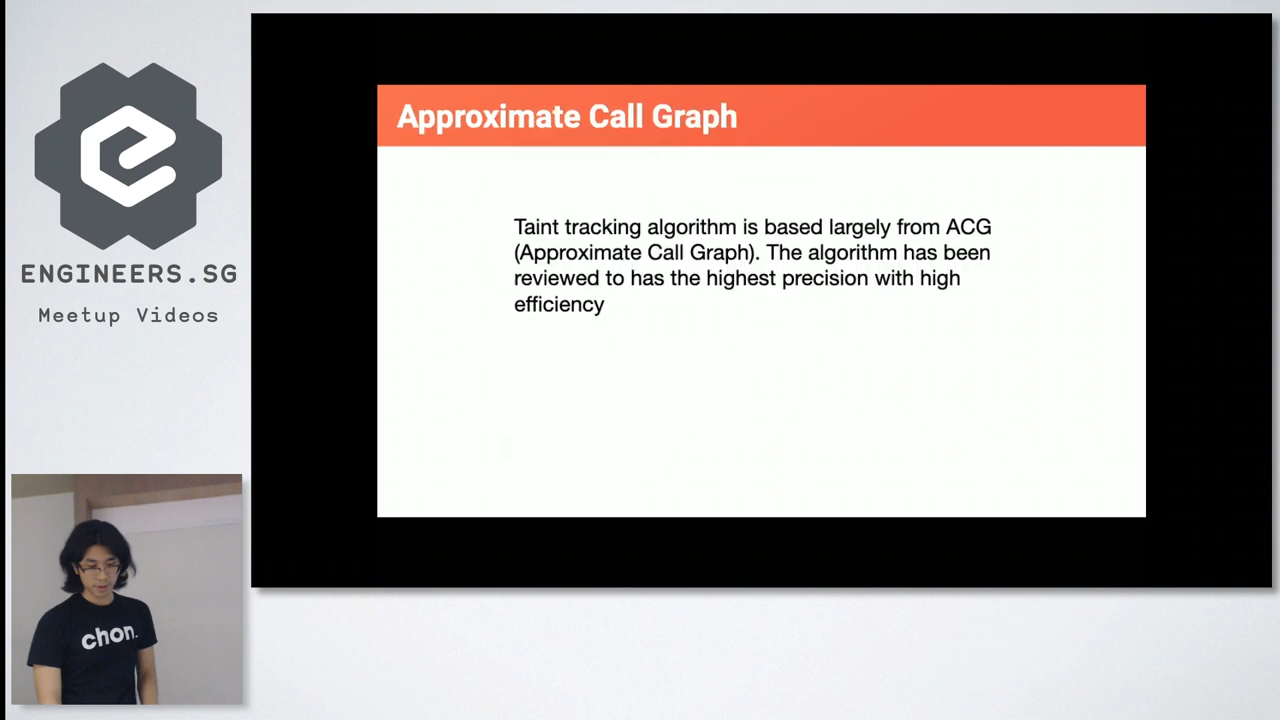 ENGINEERS.SG
Meetup Videos
Approximate Call Graph
Taint tracking algorithm is based largely from ACG
(Approximate Call Graph). The algorithm has been
reviewed to has the highest precision with high
efficiency
chon.